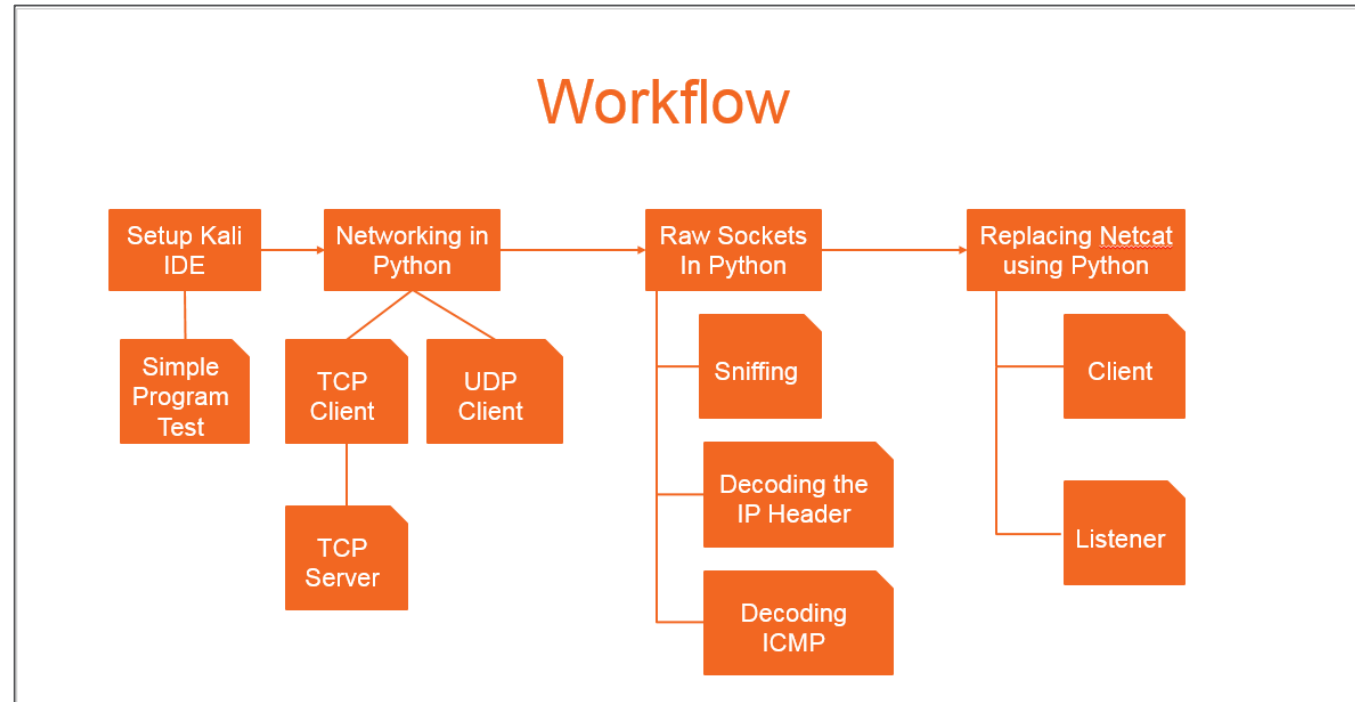 Workflow
Setup Kali
IDE
Networking in
Python
Raw Sockets
In Python
Replacing Netcat
using Python
Simple
Program
Test
TCP
Client
UDP
Client
Sniffing
Client
Decoding the
IP Header
Listener
TCP
Server
Decoding
ICMP